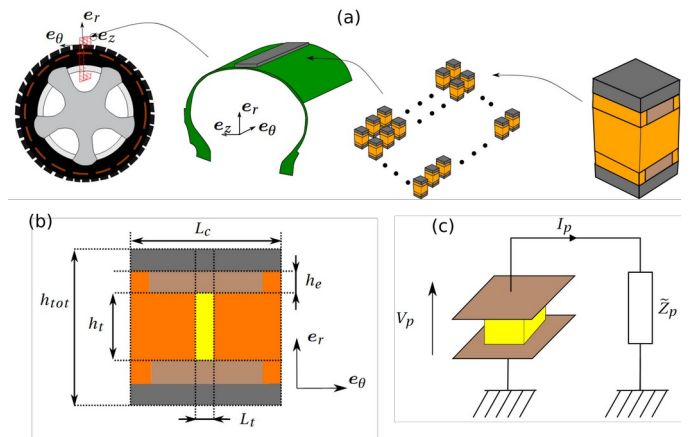 (a)
e_r
e_θ
e_z
e_r
e_z
e_θ
(b)
L_c
h_e
h_tot
h_t
e_r
e_θ
L_t
(c)
I_p
V_p
Z̃_p